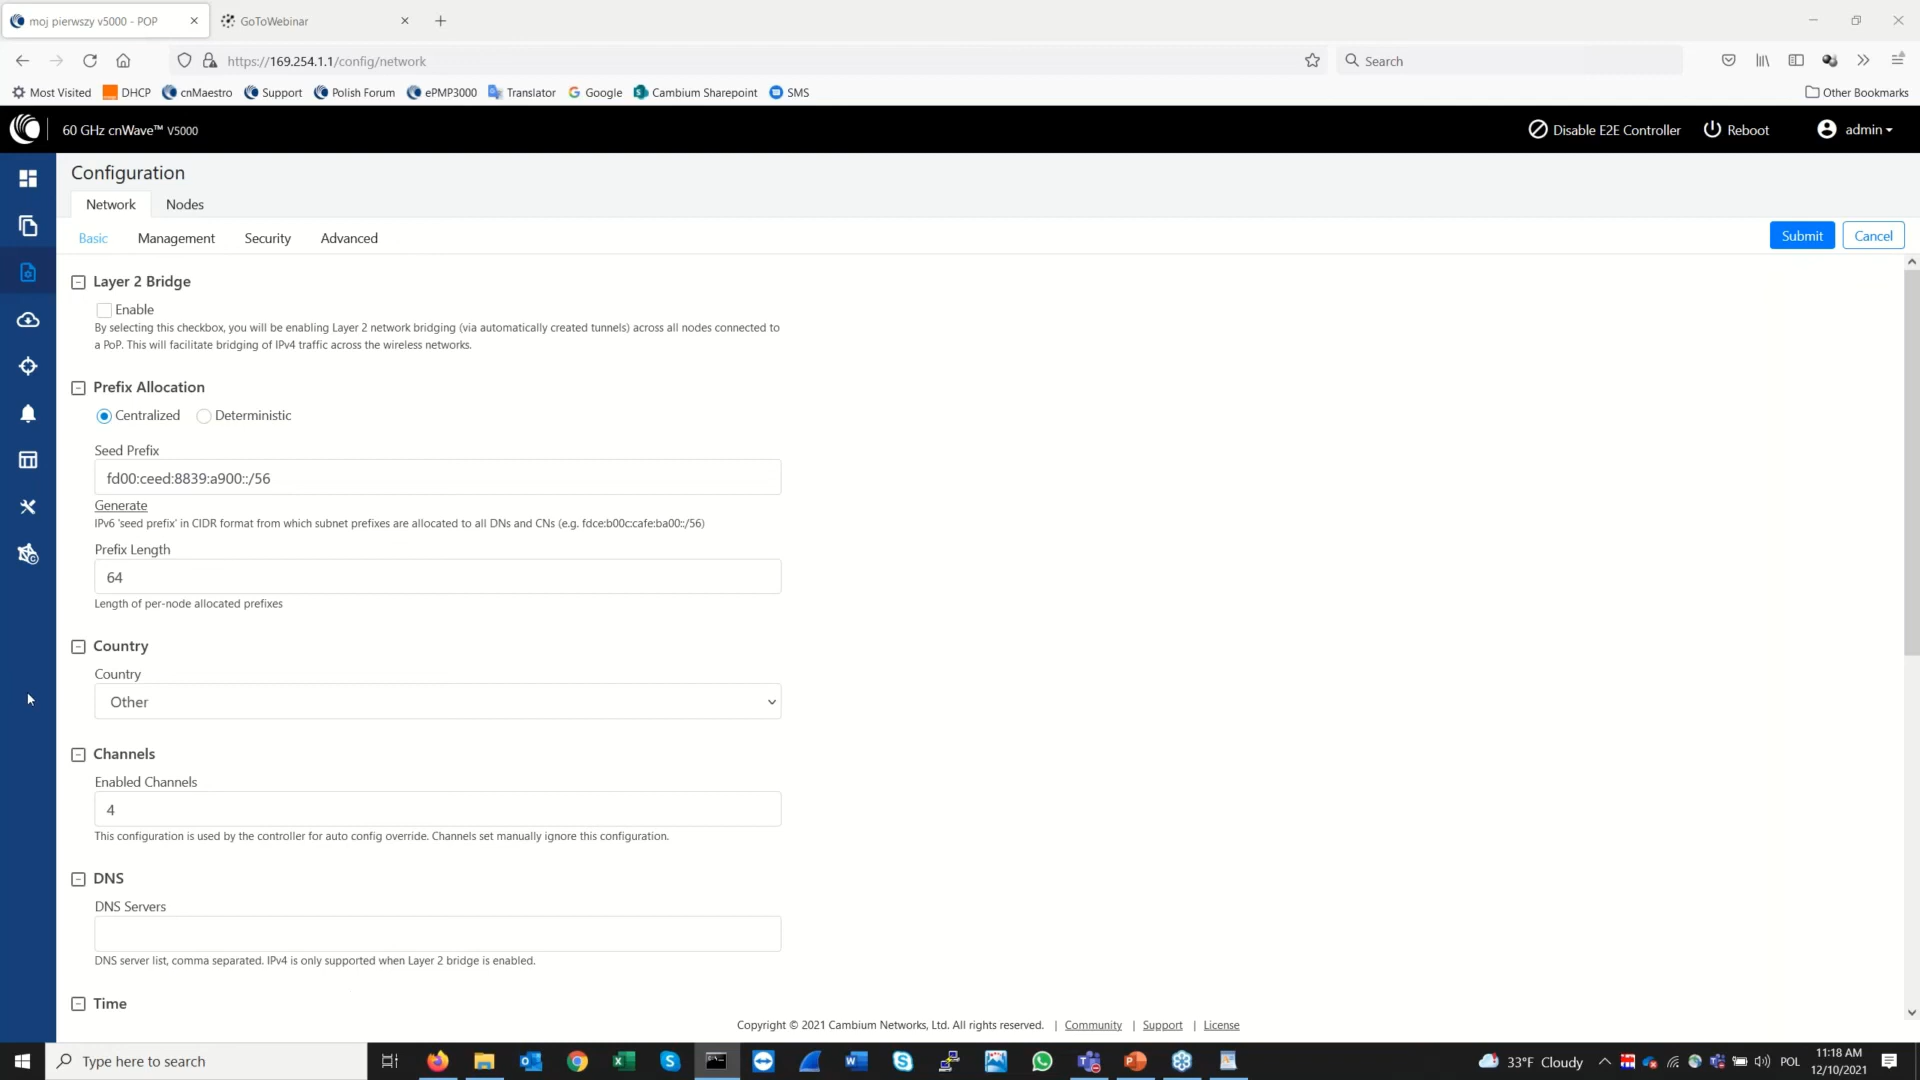 moj pierwszy v5000 - POP
GoToWebinar
https://169.254.1.1/config/network
Search
Most Visited
DHCP
cnMaestro
Support
Polish Forum
ePMP3000
Translator
Google
Cambium Sharepoint
SMS
Other Bookmarks
60 GHz cnWave™ V5000
Disable E2E Controller
Reboot
admin
Configuration
Network
Nodes
Basic
Management
Security
Advanced
Submit
Cancel
Layer 2 Bridge
Enable
By selecting this checkbox, you will be enabling Layer 2 network bridging (via automatically created tunnels) across all nodes connected to
a PoP. This will facilitate bridging of IPv4 traffic across the wireless networks.
Prefix Allocation
Centralized
Deterministic
Seed Prefix
fd00:ceed:8839:a900::/56
Generate
IPv6 'seed prefix' in CIDR format from which subnet prefixes are allocated to all DNs and CNs (e.g. fdce:b00c:cafe:ba00::/56)
Prefix Length
64
Length of per-node allocated prefixes
Country
Country
Other
Channels
Enabled Channels
4
This configuration is used by the controller for auto config override. Channels set manually ignore this configuration.
DNS
DNS Servers
DNS server list, comma separated. IPv4 is only supported when Layer 2 bridge is enabled.
Time
Copyright © 2021 Cambium Networks, Ltd. All rights reserved. | Community | Support | License
Type here to search
33°F Cloudy
POL
11:18 AM
12/10/2021